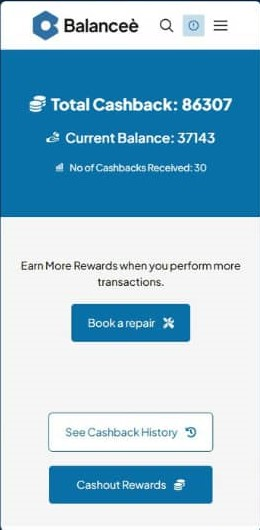 Balanceè
Total Cashback: 86307
Current Balance: 37143
No of Cashbacks Received: 30
Earn More Rewards when you perform more
transactions.
Book a repair
See Cashback History
Cashout Rewards